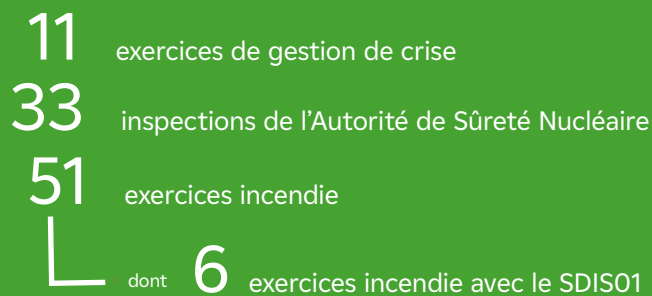 11 exercices de gestion de crise
33 inspections de l'Autorité de Sûreté Nucléaire
51 exercices incendie
dont 6 exercices incendie avec le SDIS01